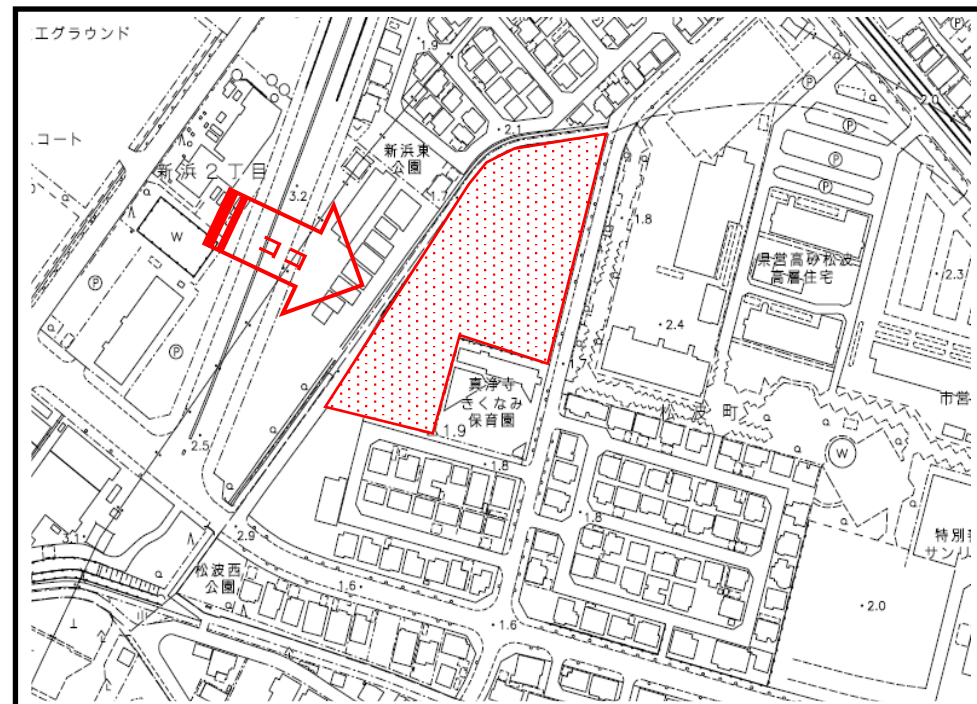 エグラウンド
コート
新浜2丁目
W
P
P
3.2
2.5
3.1
2.9
1.9
2.1
新浜東
公園
1.7
1.8
2.4
P
P
P
P
P
2.0
県営高砂松波
高層住宅
2.3
真浄寺
きくなみ
保育園
1.9
1.8
松波町
市営
W
1.8
特別養
サンリ
2.0
松波西
公園
1.6
1.6